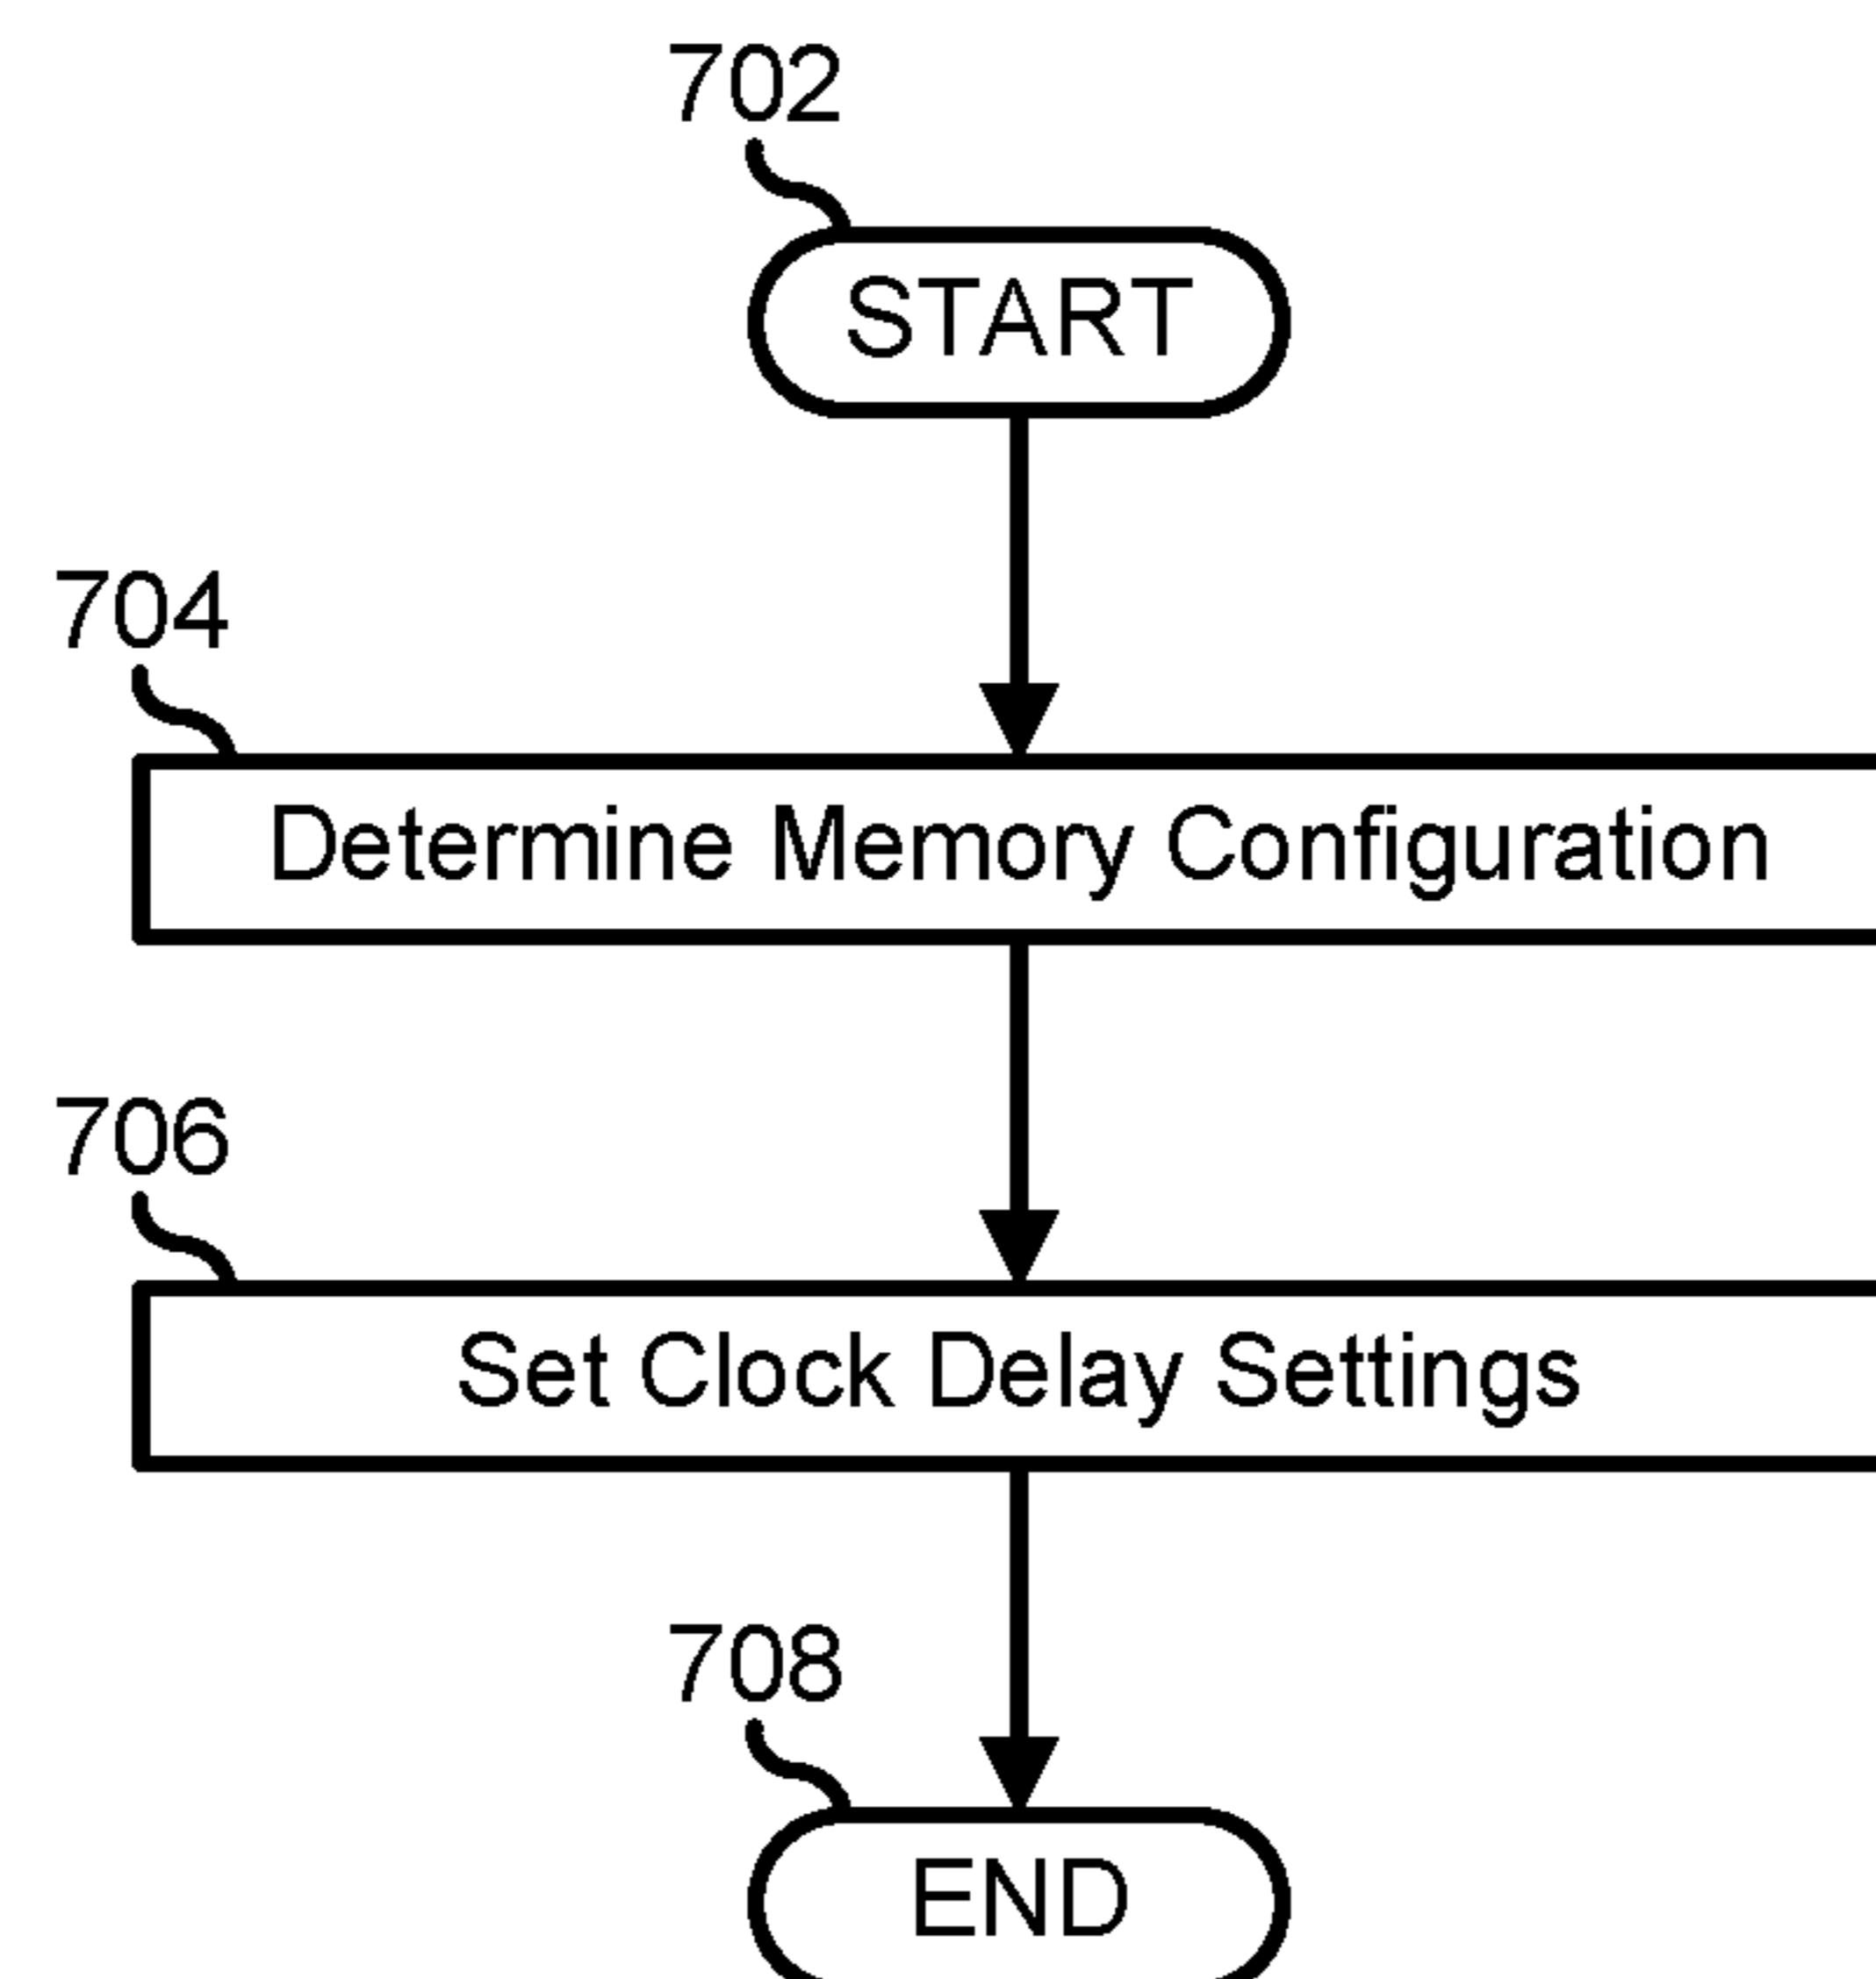 702
START
704
Determine Memory Configuration
706
Set Clock Delay Settings
708
END